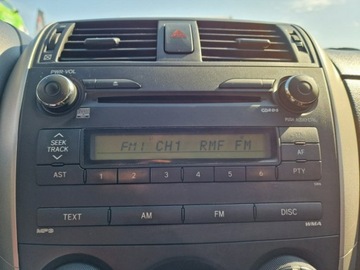 PWR·VOL
FM1 CH1 RMF FM
SEEK
TRACK
AF
AST 1 2 3 4 5 6 PTY
TEXT AM FM DISC
MP3 WMA